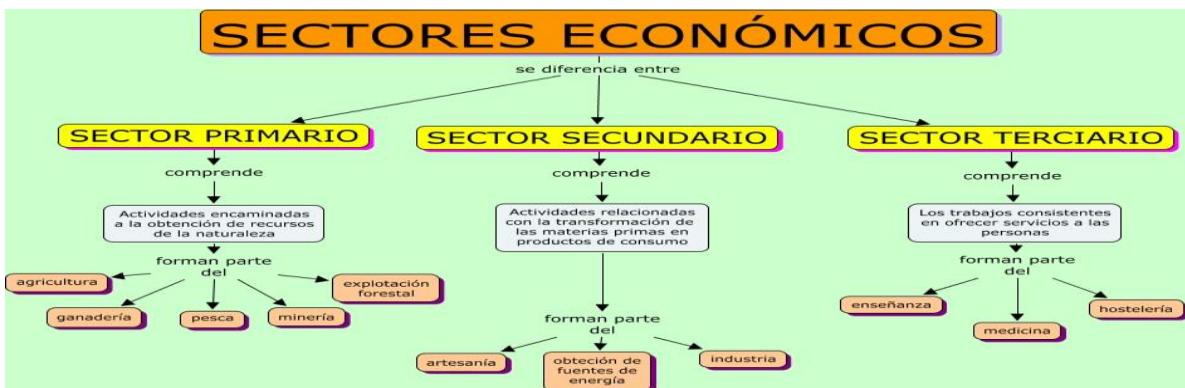 SECTORES ECONÓMICOS
se diferencia entre
SECTOR PRIMARIO
comprende
Actividades encaminadas
a la obtención de recursos
de la naturaleza
forman parte
del
agricultura
ganadería
pesca
minería
explotación
forestal
SECTOR SECUNDARIO
comprende
Actividades relacionadas
con la transformación de
las materias primas en
productos de consumo
forman parte
del
artesanía
obteción de
fuentes de
energía
industria
SECTOR TERCIARIO
comprende
Los trabajos consistentes
en ofrecer servicios a las
personas
forman parte
del
enseñanza
medicina
hostelería